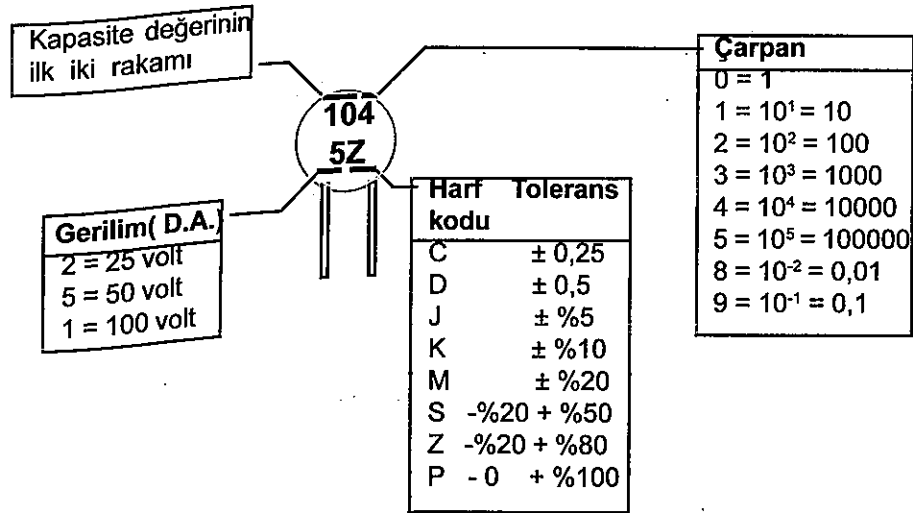 Kapasite değerinin
ilk iki rakamı
104
5Z
Gerilim( D.A.)
2 = 25 volt
5 = 50 volt
1 = 100 volt
Harf Tolerans
kodu
C ± 0,25
D ± 0,5
J ± %5
K ± %10
M ± %20
S -%20 + %50
Z -%20 + %80
P - 0 + %100
Çarpan
0 = 1
1 = 10¹ = 10
2 = 10² = 100
3 = 10³ = 1000
4 = 10⁴ = 10000
5 = 10⁵ = 100000
8 = 10⁻² = 0,01
9 = 10⁻¹ = 0,1